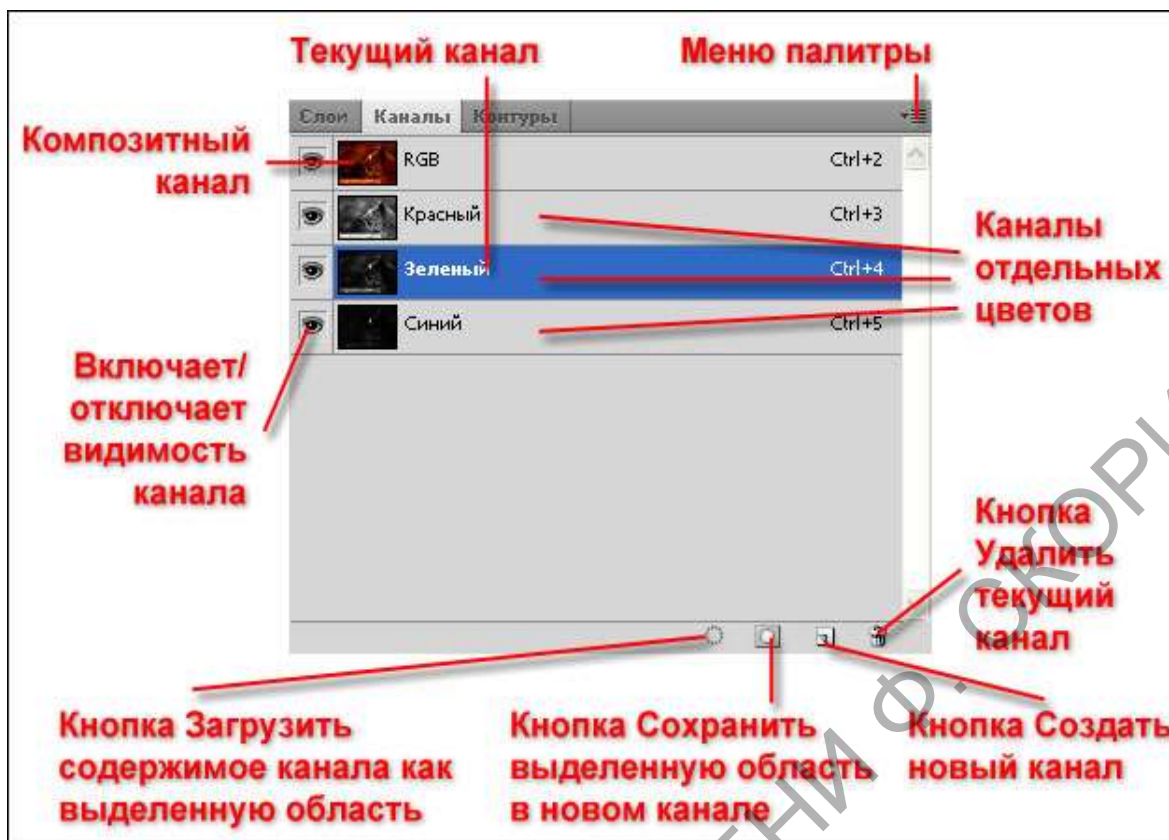 Текущий канал
Меню палитры
Слои Каналы Контуры
Композитный
канал
RGB Ctrl+2
Красный Ctrl+3
Зеленый Ctrl+4
Синий Ctrl+5
Каналы
отдельных
цветов
Включает/
отключает
видимость
канала
Кнопка
Удалить
текущий
канал
Кнопка Загрузить
содержимое канала как
выделенную область
Кнопка Сохранить
выделенную область
в новом канале
Кнопка Создать
новый канал
Ф. СКОРИ